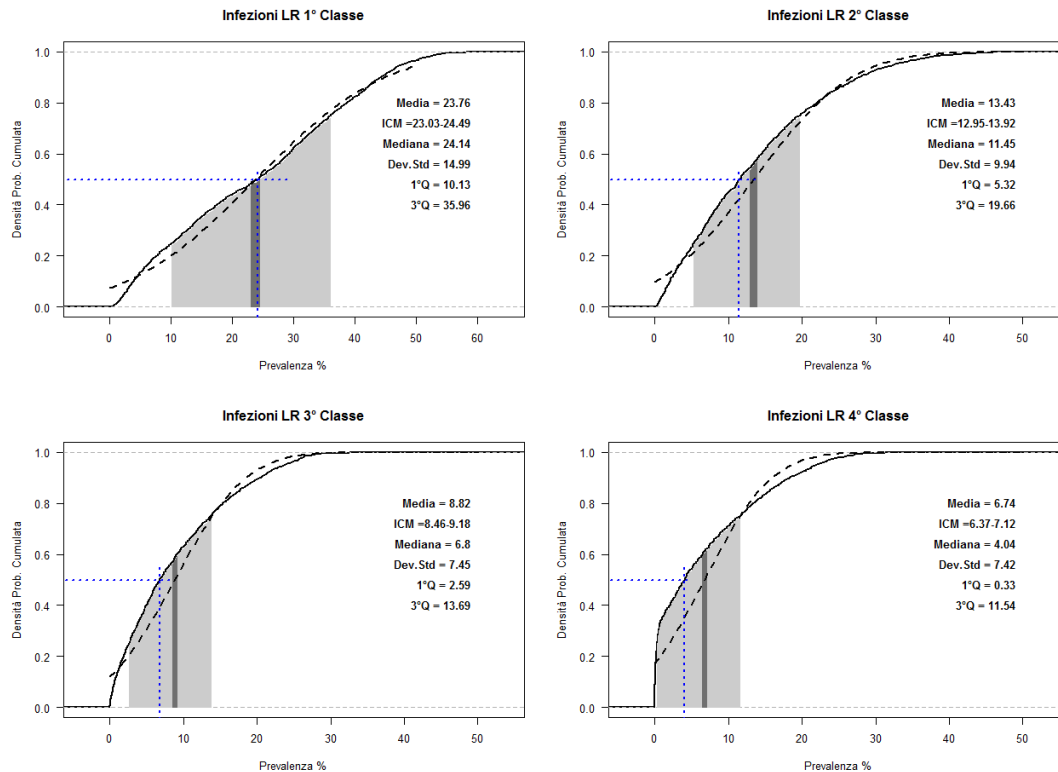 Infezioni LR 1° Classe
Densità Prob. Cumulata
1.0
0.8
0.6
0.4
0.2
0.0
Media = 23.76
ICM =23.03-24.49
Mediana = 24.14
Dev.Std = 14.99
1°Q = 10.13
3°Q = 35.96
0 10 20 30 40 50 60
Prevalenza %
Infezioni LR 2° Classe
Densità Prob. Cumulata
1.0
0.8
0.6
0.4
0.2
0.0
Media = 13.43
ICM =12.95-13.92
Mediana = 11.45
Dev.Std = 9.94
1°Q = 5.32
3°Q = 19.66
0 10 20 30 40 50
Prevalenza %
Infezioni LR 3° Classe
Densità Prob. Cumulata
1.0
0.8
0.6
0.4
0.2
0.0
Media = 8.82
ICM =8.46-9.18
Mediana = 6.8
Dev.Std = 7.45
1°Q = 2.59
3°Q = 13.69
0 10 20 30 40 50
Prevalenza %
Infezioni LR 4° Classe
Densità Prob. Cumulata
1.0
0.8
0.6
0.4
0.2
0.0
Media = 6.74
ICM =6.37-7.12
Mediana = 4.04
Dev.Std = 7.42
1°Q = 0.33
3°Q = 11.54
0 10 20 30 40 50
Prevalenza %